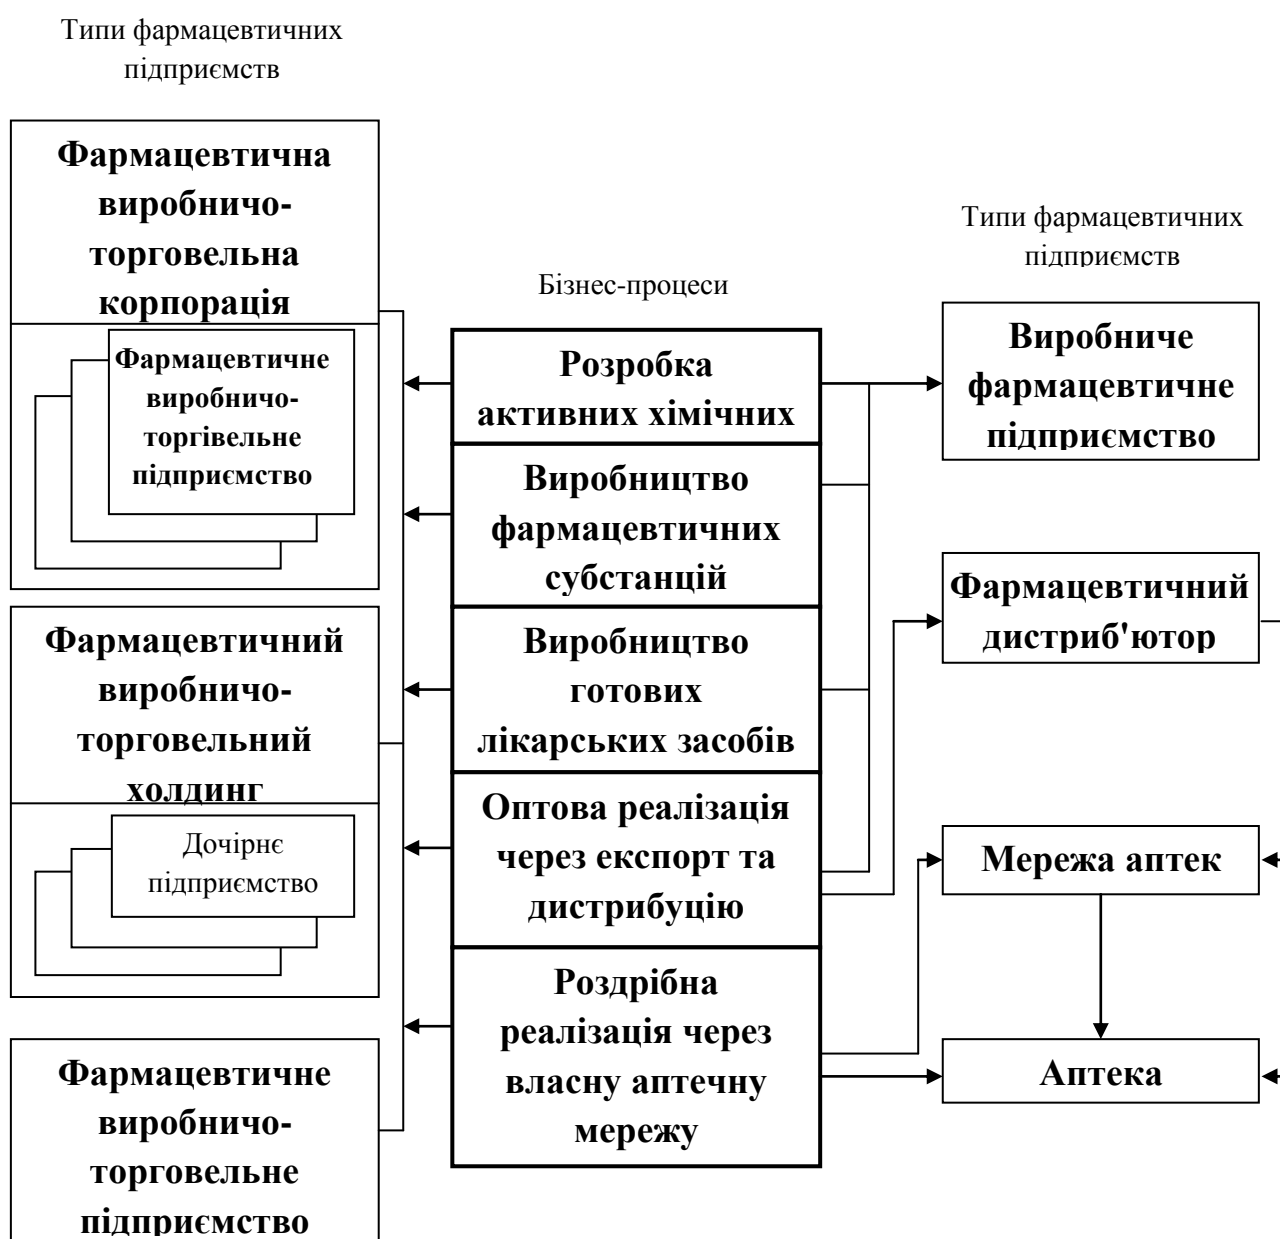 Типи фармацевтичних
підприємств
Фармацевтична
виробничо-
торговельна
корпорація
Фармацевтичне
виробничо-
торгівельне
підприємство
Фармацевтичний
виробничо-
торговельний
холдинг
Дочірнє
підприємство
Фармацевтичне
виробничо-
торговельне
підприємство
Бізнес-процеси
Розробка
активних хімічних
Виробництво
фармацевтичних
субстанцій
Виробництво
готових
лікарських засобів
Оптова реалізація
через експорт та
дистрибуцію
Роздрібна
реалізація через
власну аптечну
мережу
Типи фармацевтичних
підприємств
Виробниче
фармацевтичне
підприємство
Фармацевтичний
дистриб'ютор
Мережа аптек
Аптека